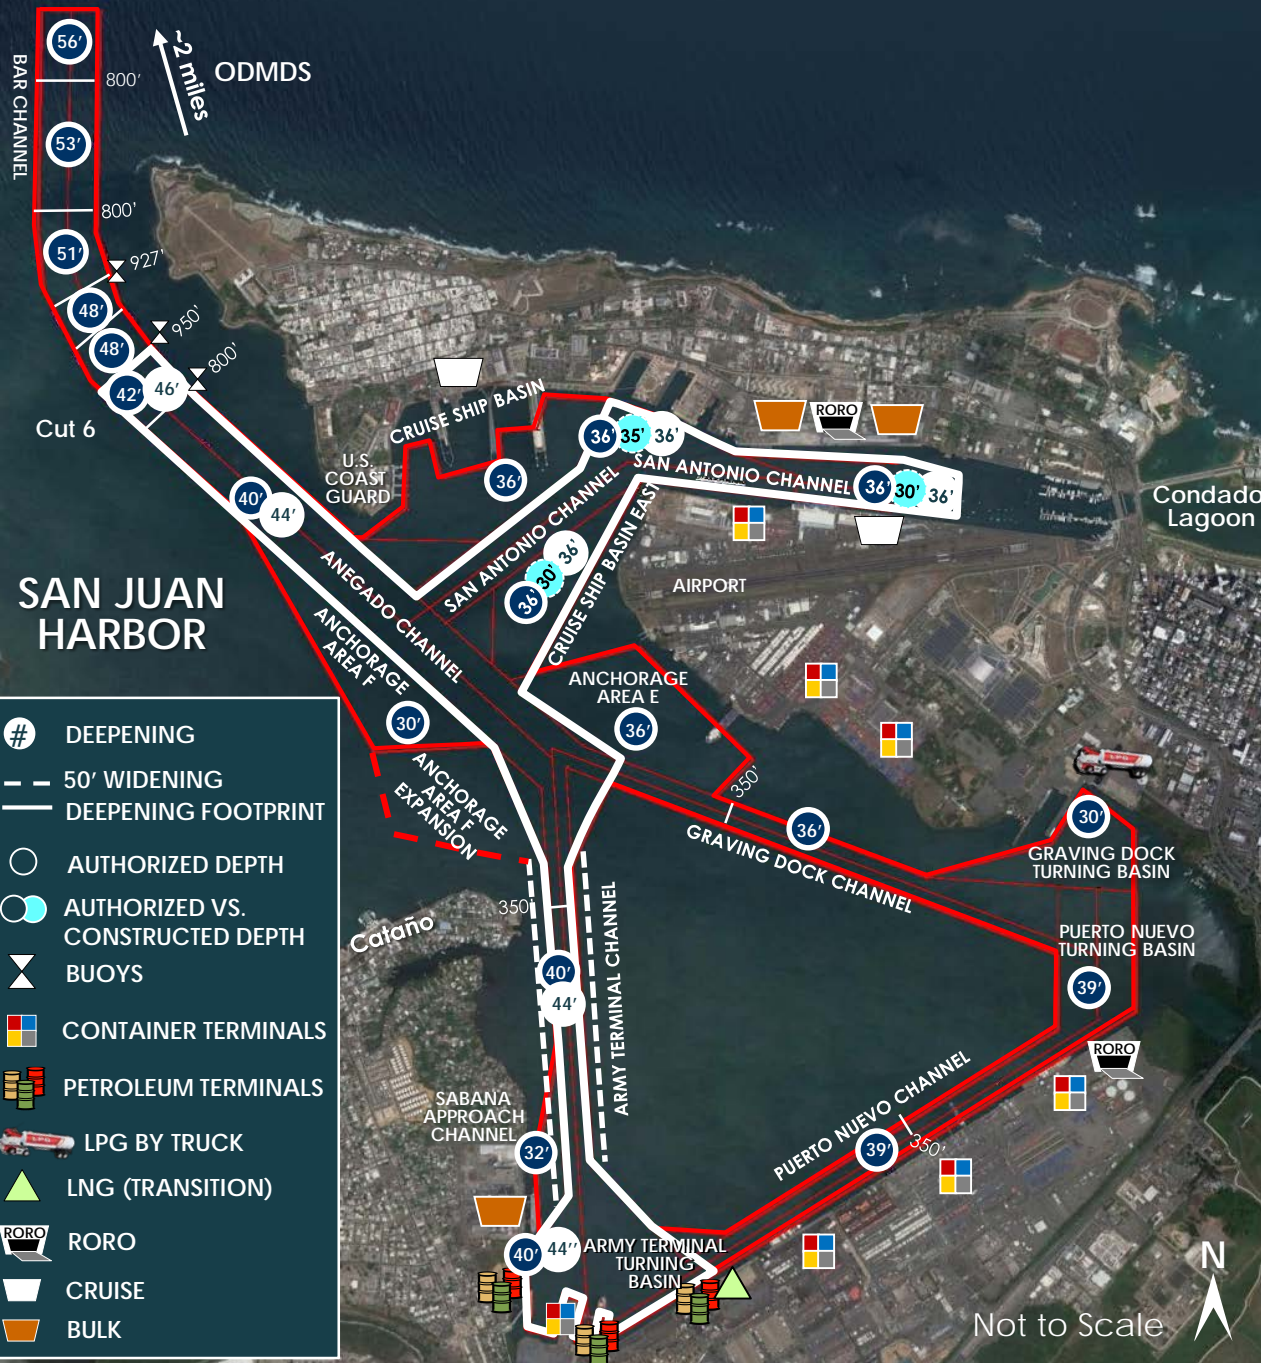 56'
BAR CHANNEL
~2 miles
ODMDS
800'
53'
800'
51'
927'
48'
950'
48'
800'
42'
46'
Cut 6
CRUISE SHIP BASIN
U.S.
COAST
GUARD
36'
36'
35'
36'
RORO
SAN ANTONIO CHANNEL
36'
30'
36'
Condado
Lagoon
40'
44'
SAN ANTONIO CHANNEL
36'
30'
36'
CRUISE SHIP BASIN EAST
AIRPORT
SAN JUAN
HARBOR
ANEGADO CHANNEL
ANCHORAGE
AREA F
30'
ANCHORAGE
AREA E
36'
ANCHORAGE
AREA F
EXPANSION
350'
36'
GRAVING DOCK CHANNEL
LPG
30'
GRAVING DOCK
TURNING BASIN
PUERTO NUEVO
TURNING BASIN
39'
Cataño
350'
40'
44'
ARMY TERMINAL CHANNEL
SABANA
APPROACH
CHANNEL
32'
PUERTO NUEVO CHANNEL
39'
350'
RORO
40'
44''
ARMY TERMINAL
TURNING
BASIN
N
Not to Scale
# DEEPENING
50' WIDENING
DEEPENING FOOTPRINT
AUTHORIZED DEPTH
AUTHORIZED VS.
CONSTRUCTED DEPTH
BUOYS
CONTAINER TERMINALS
PETROLEUM TERMINALS
LPG LPG BY TRUCK
LNG (TRANSITION)
RORO RORO
CRUISE
BULK